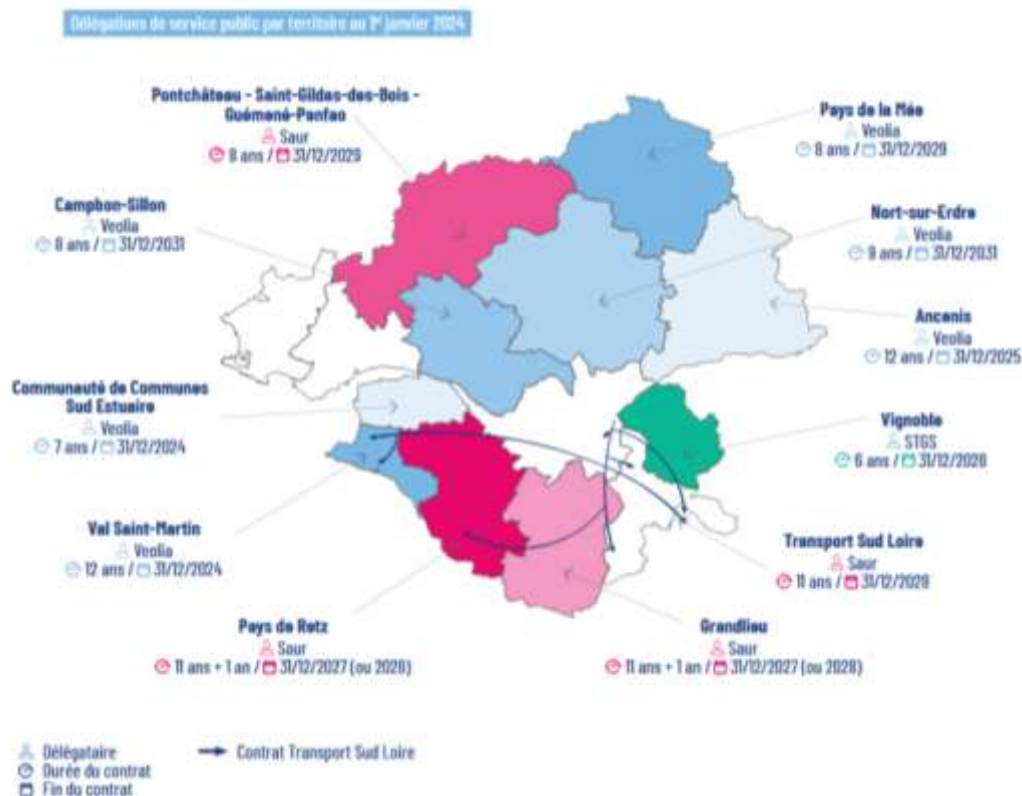 Délégations de service public par territoire au 1er janvier 2024
Pontchâteau - Saint-Gildas-des-Bois -
Guémené-Penfao
Saur
8 ans / 31/12/2029
Pays de la Mée
Veolia
8 ans / 31/12/2029
Campbon-Sillon
Veolia
8 ans / 31/12/2031
Nort-sur-Erdre
Veolia
9 ans / 31/12/2031
Ancenis
Veolia
12 ans / 31/12/2025
Communauté de Communes
Sud Estuaire
Veolia
7 ans / 31/12/2024
Vignoble
STGS
6 ans / 31/12/2028
Val Saint-Martin
Veolia
12 ans / 31/12/2024
Transport Sud Loire
Saur
11 ans / 31/12/2028
Pays de Retz
Saur
11 ans + 1 an / 31/12/2027 (ou 2028)
Grandlieu
Saur
11 ans + 1 an / 31/12/2027 (ou 2028)
Délégataire
Contrat Transport Sud Loire
Durée du contrat
Fin du contrat